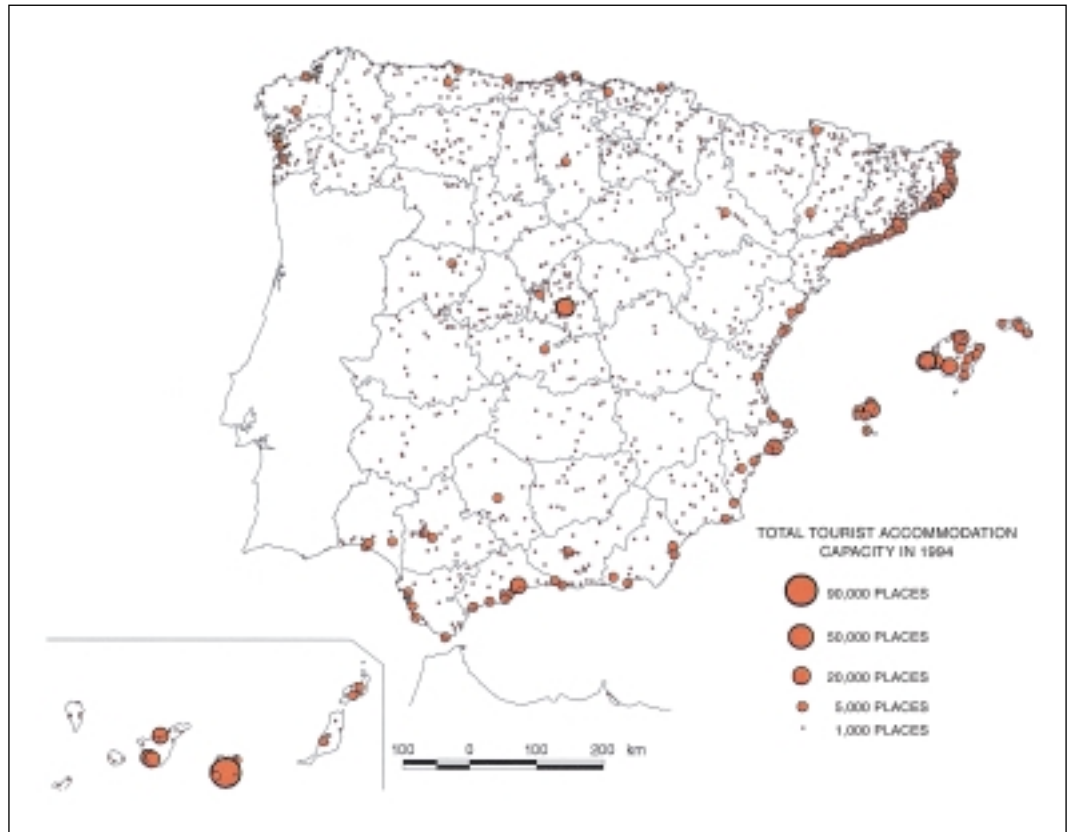 TOTAL TOURIST ACCOMMODATION
CAPACITY IN 1994
90,000 PLACES
50,000 PLACES
20,000 PLACES
5,000 PLACES
1,000 PLACES
100 0 100 200 km